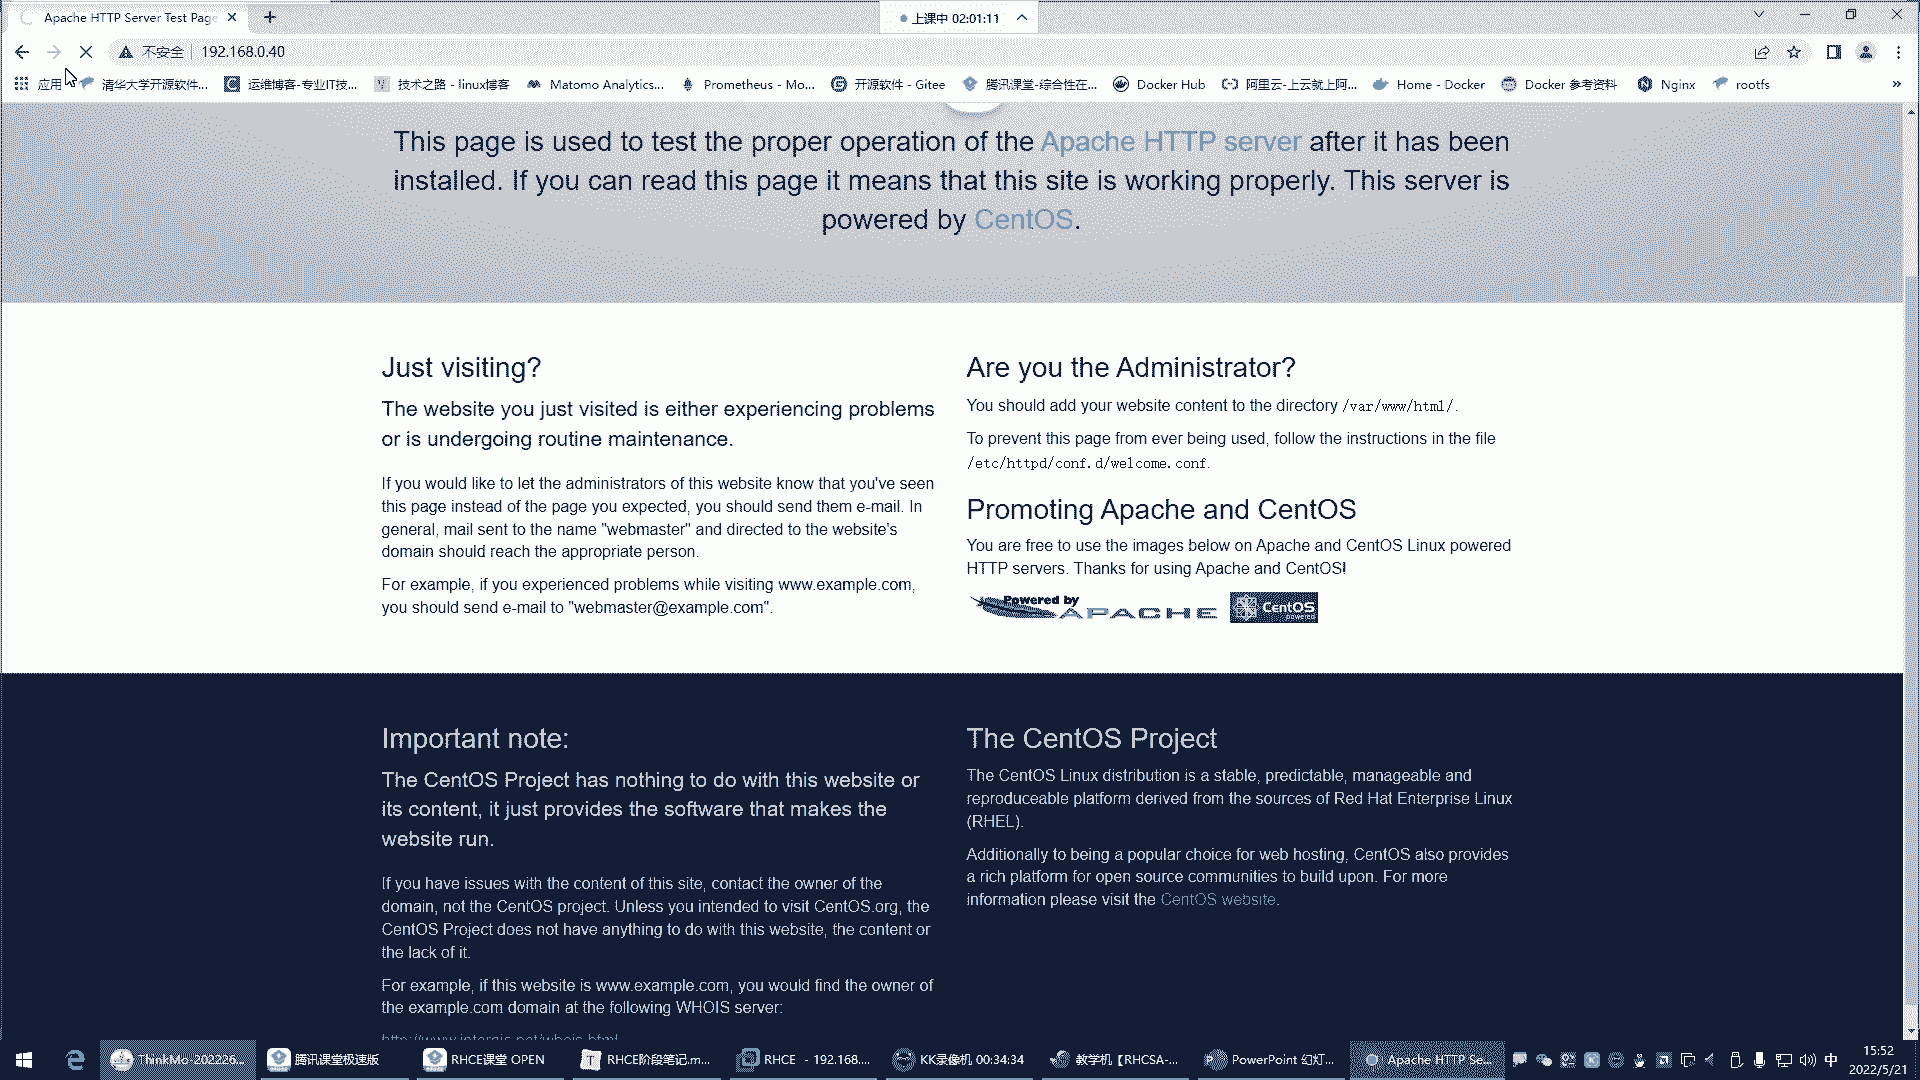 Apache HTTP Server Test Page
上课中 02:01:11
不安全 192.168.0.40
应用 清华大学开源软件... 运维博客-专业IT技... 技术之路 - linux博客 Matomo Analytics... Prometheus - Mo... 开源软件 - Gitee 腾讯课堂-综合性在... Docker Hub 阿里云-上云就上阿... Home - Docker Docker 参考资料 Nginx rootfs »
This page is used to test the proper operation of the Apache HTTP server after it has been
installed. If you can read this page it means that this site is working properly. This server is
powered by CentOS.
Just visiting?
The website you just visited is either experiencing problems
or is undergoing routine maintenance.
If you would like to let the administrators of this website know that you've seen
this page instead of the page you expected, you should send them e-mail. In
general, mail sent to the name "webmaster" and directed to the website's
domain should reach the appropriate person.
For example, if you experienced problems while visiting www.example.com,
you should send e-mail to "webmaster@example.com".
Are you the Administrator?
You should add your website content to the directory /var/www/html/.
To prevent this page from ever being used, follow the instructions in the file
/etc/httpd/conf.d/welcome.conf.
Promoting Apache and CentOS
You are free to use the images below on Apache and CentOS Linux powered
HTTP servers. Thanks for using Apache and CentOS!
Powered by
APACHE
CentOS
powered
Important note:
The CentOS Project has nothing to do with this website or
its content, it just provides the software that makes the
website run.
If you have issues with the content of this site, contact the owner of the
domain, not the CentOS project. Unless you intended to visit CentOS.org, the
CentOS Project does not have anything to do with this website, the content or
the lack of it.
For example, if this website is www.example.com, you would find the owner of
the example.com domain at the following WHOIS server:
http://www.internic.net/whois.html
The CentOS Project
The CentOS Linux distribution is a stable, predictable, manageable and
reproduceable platform derived from the sources of Red Hat Enterprise Linux
(RHEL).
Additionally to being a popular choice for web hosting, CentOS also provides
a rich platform for open source communities to build upon. For more
information please visit the CentOS website.
ThinkMo-202226... 腾讯课堂极速版 RHCE课堂 OPEN RHCE阶段笔记.m... RHCE - 192.168.... KK录像机 00:34:34 教学机【RHCSA-... PowerPoint 幻灯... Apache HTTP Se... 中
15:52
2022/5/21